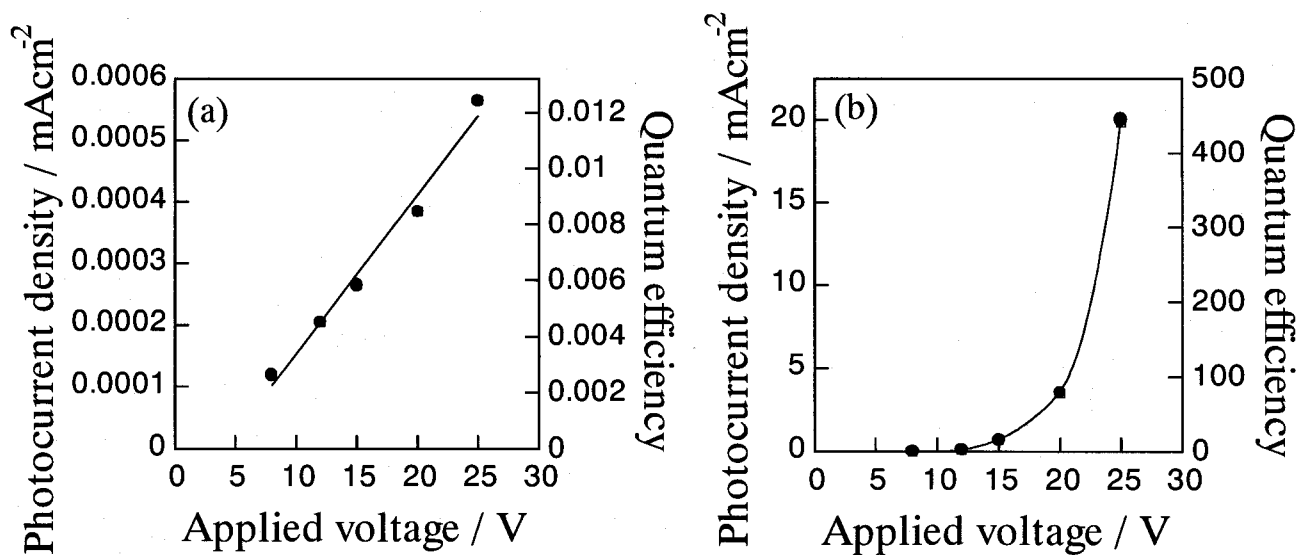 Photocurrent density / mAcm-2
0.0006
0.0005
0.0004
0.0003
0.0002
0.0001
0
(a)
0.012
0.01
0.008
0.006
0.004
0.002
0
Quantum efficiency
0 5 10 15 20 25 30
Applied voltage / V
Photocurrent density / mAcm-2
20
15
10
5
0
(b)
500
400
300
200
100
0
Quantum efficiency
0 5 10 15 20 25 30
Applied voltage / V